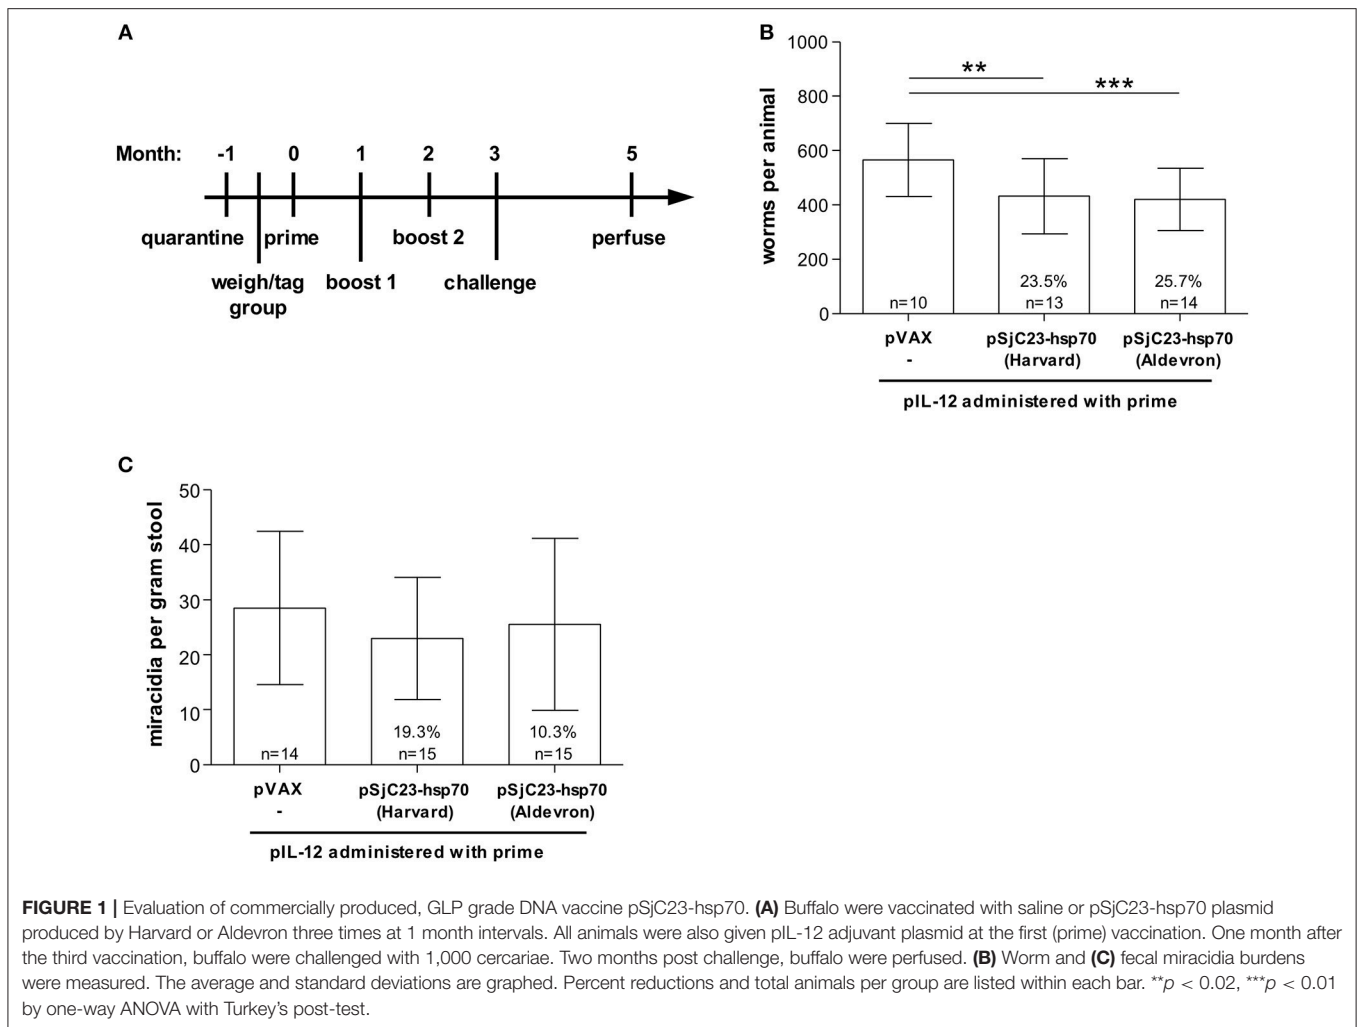 A
Month: -1 0 1 2 3 5
quarantine prime boost 2 perfuse
weigh/tag boost 1 challenge
group
B
worms per animal
1000
800
600
400
200
0
**
***
23.5% 25.7%
n=10 n=13 n=14
pVAX pSjC23-hsp70 pSjC23-hsp70
- (Harvard) (Aldevron)
pIL-12 administered with prime
C
miracidia per gram stool
50
40
30
20
10
0
19.3% 10.3%
n=14 n=15 n=15
pVAX pSjC23-hsp70 pSjC23-hsp70
- (Harvard) (Aldevron)
pIL-12 administered with prime
FIGURE 1 | Evaluation of commercially produced, GLP grade DNA vaccine pSjC23-hsp70. (A) Buffalo were vaccinated with saline or pSjC23-hsp70 plasmid
produced by Harvard or Aldevron three times at 1 month intervals. All animals were also given pIL-12 adjuvant plasmid at the first (prime) vaccination. One month after
the third vaccination, buffalo were challenged with 1,000 cercariae. Two months post challenge, buffalo were perfused. (B) Worm and (C) fecal miracidia burdens
were measured. The average and standard deviations are graphed. Percent reductions and total animals per group are listed within each bar. **p < 0.02, ***p < 0.01
by one-way ANOVA with Turkey's post-test.